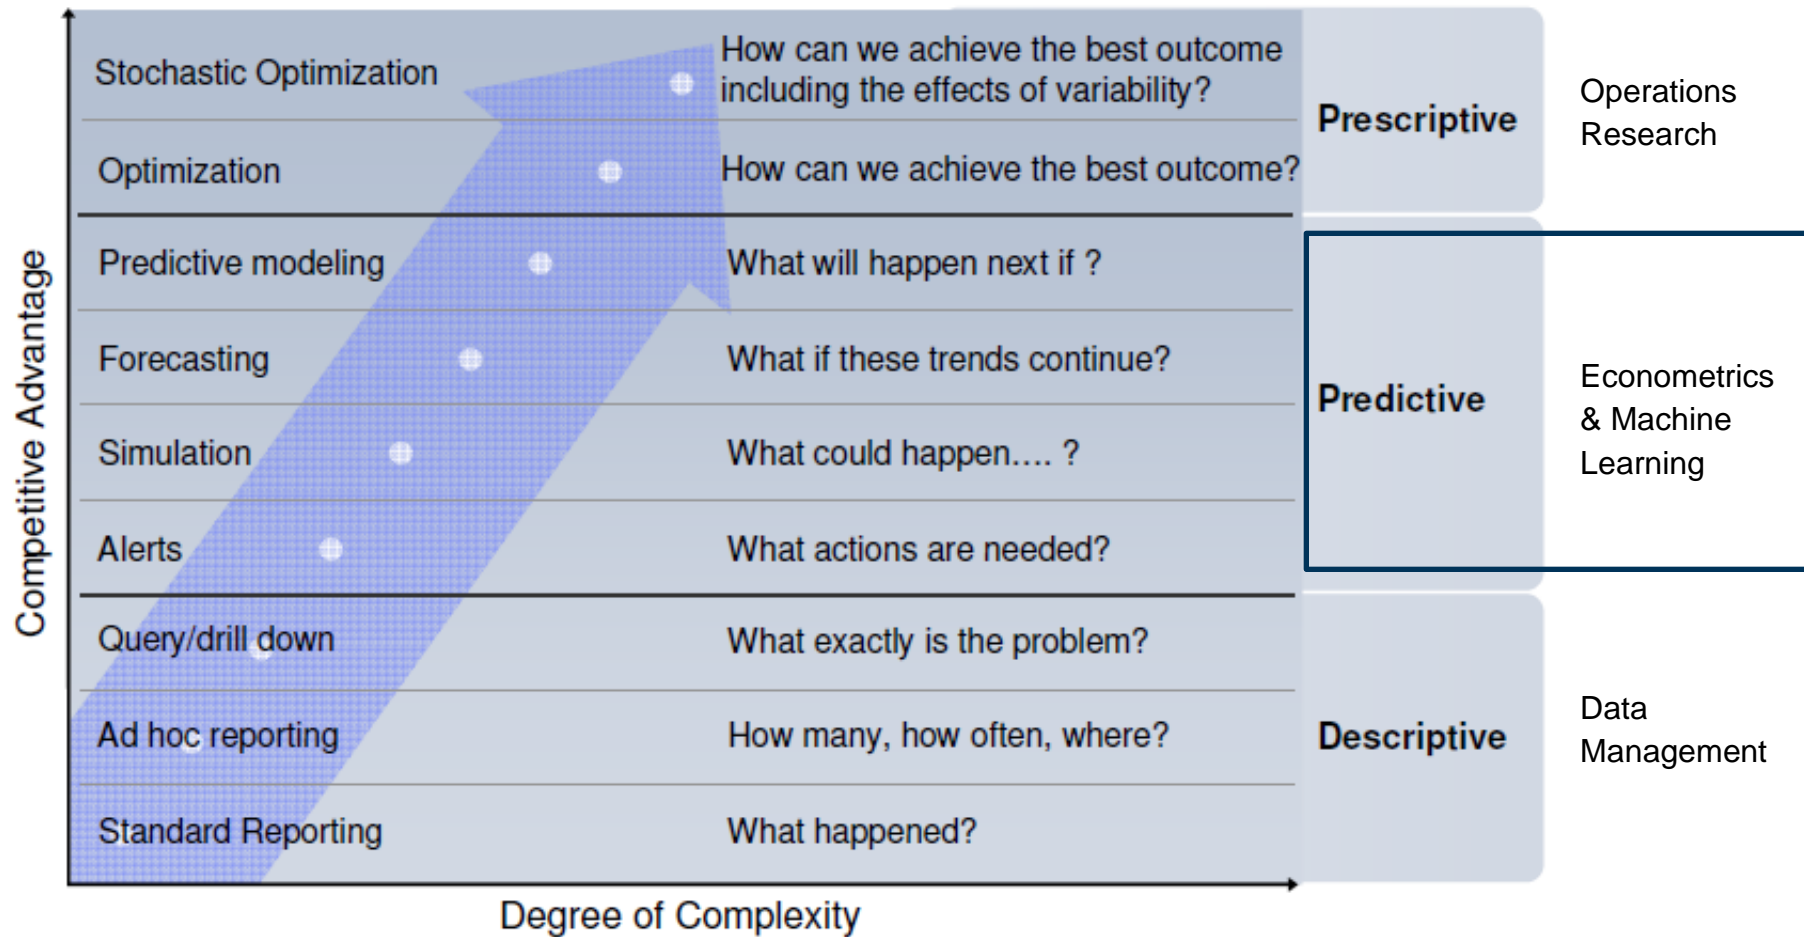 Competitive Advantage
Stochastic Optimization
How can we achieve the best outcome
including the effects of variability?
Optimization
How can we achieve the best outcome?
Prescriptive
Operations
Research
Predictive modeling
What will happen next if ?
Forecasting
What if these trends continue?
Simulation
What could happen.... ?
Alerts
What actions are needed?
Predictive
Econometrics
& Machine
Learning
Query/drill down
What exactly is the problem?
Ad hoc reporting
How many, how often, where?
Standard Reporting
What happened?
Descriptive
Data
Management
Degree of Complexity